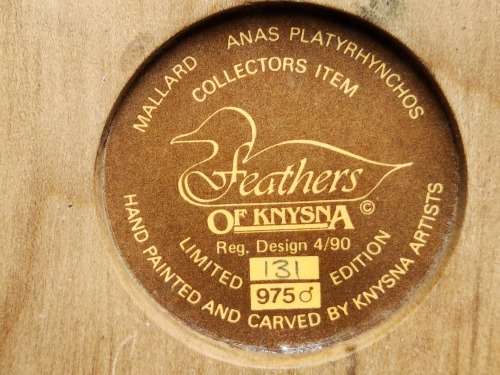 MALLARD ANAS PLATYRHYNCHOS
COLLECTORS ITEM
Feathers
OF KNYSNA ©
Reg. Design 4/90
LIMITED EDITION
131
975♂
HAND PAINTED AND CARVED BY KNYSNA ARTISTS